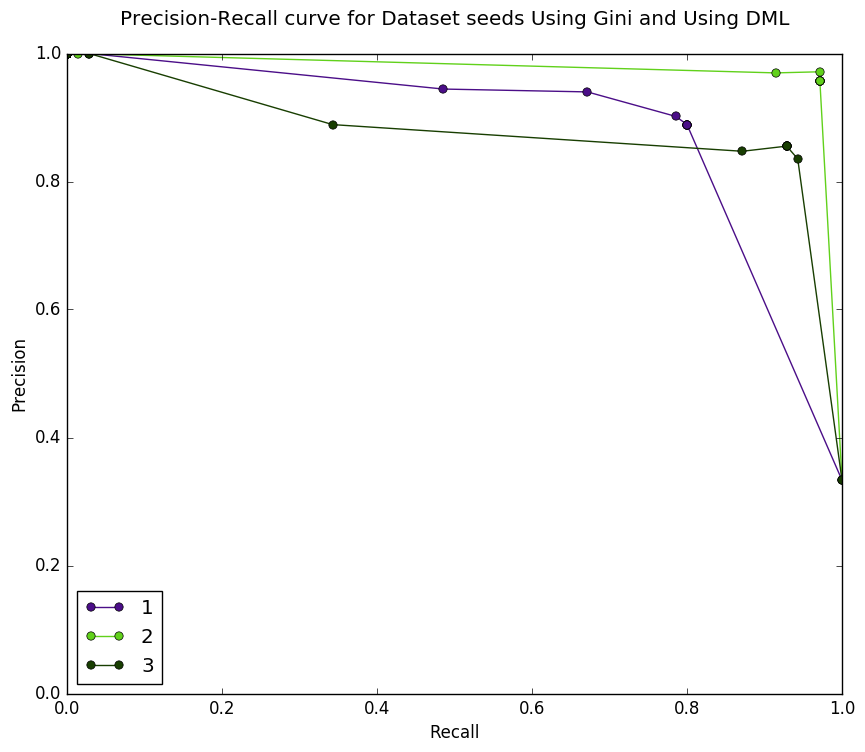 Precision-Recall curve for Dataset seeds Using Gini and Using DML
1.0
0.8
0.6
0.4
0.2
0.0
Precision
1
2
3
0.0 0.2 0.4 0.6 0.8 1.0
Recall